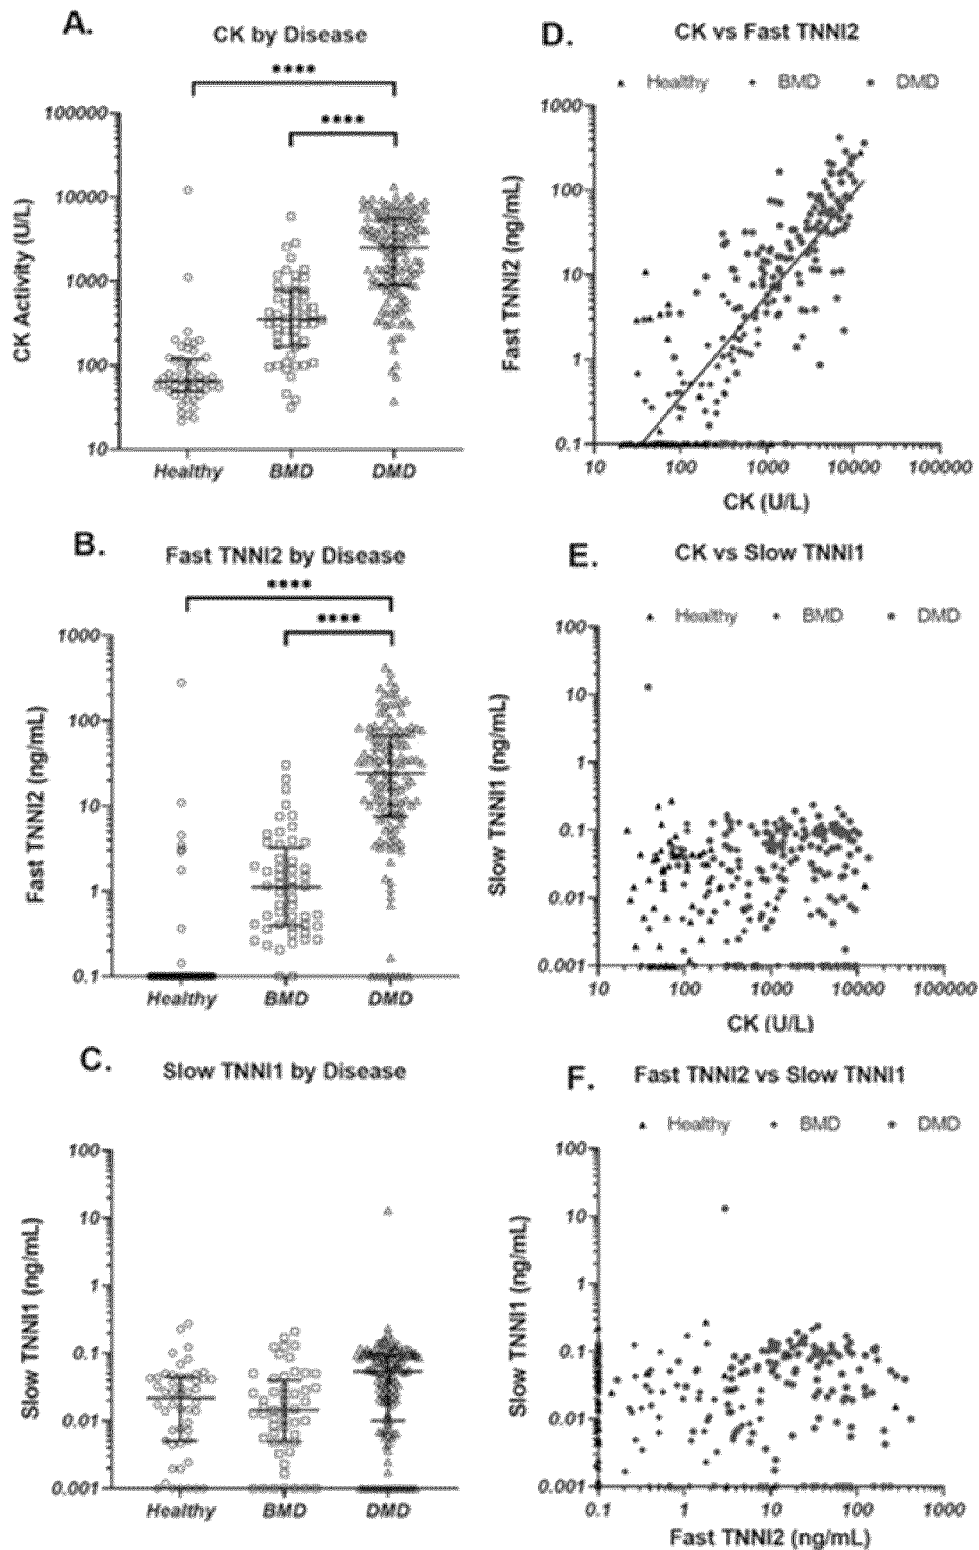 A.
CK by Disease
****
****
CK Activity (U/L)
100000
10000
1000
100
10
Healthy
BMD
DMD
B.
Fast TNNI2 by Disease
****
****
Fast TNNI2 (ng/mL)
1000
100
10
1
0.1
Healthy
BMD
DMD
C.
Slow TNNI1 by Disease
Slow TNNI1 (ng/mL)
100
10
1
0.1
0.01
0.001
Healthy
BMD
DMD
D.
CK vs Fast TNNI2
Healthy BMD DMD
Fast TNNI2 (ng/mL)
1000
100
10
1
0.1
10 100 1000 10000 100000
CK (U/L)
E.
CK vs Slow TNNI1
Healthy BMD DMD
Slow TNNI1 (ng/mL)
100
10
1
0.1
0.01
0.001
10 100 1000 10000 100000
CK (U/L)
F.
Fast TNNI2 vs Slow TNNI1
Healthy BMD DMD
Slow TNNI1 (ng/mL)
100
10
1
0.1
0.01
0.001
0.1 1 10 100 1000
Fast TNNI2 (ng/mL)